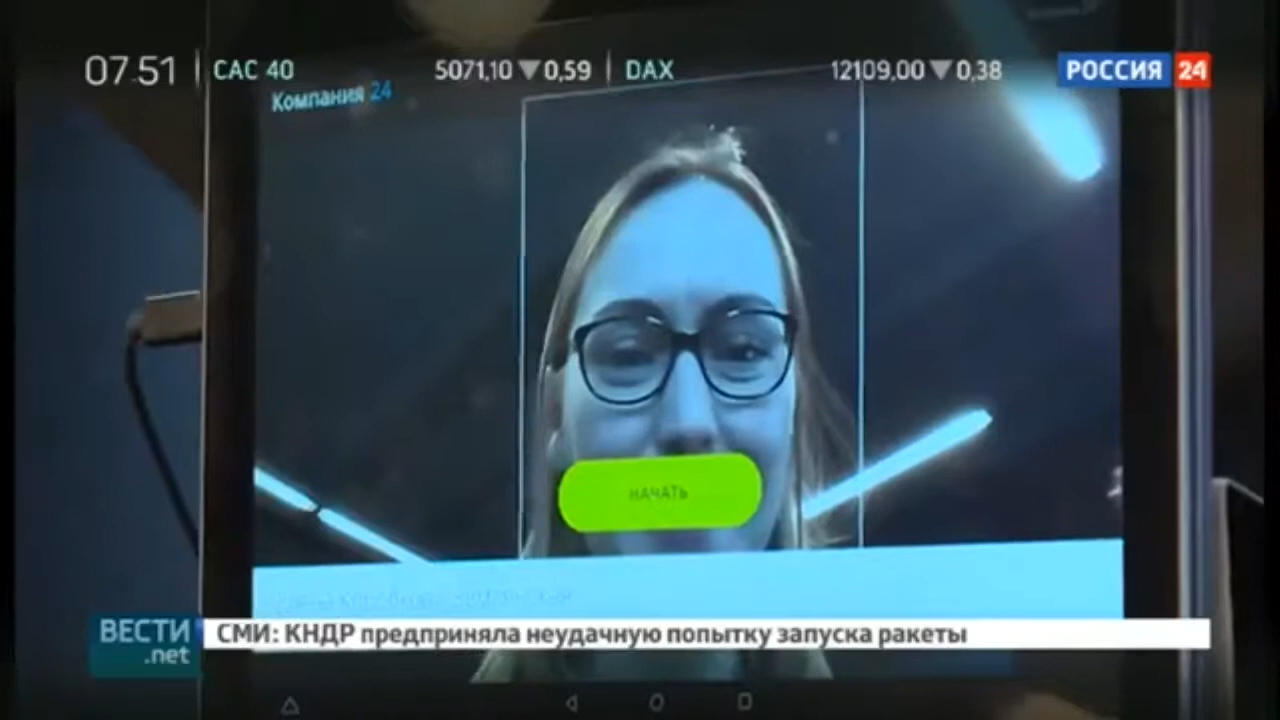 07.51 CAC 40 5071,10 ▼ 0,59 DAX 12109,00 ▼ 0,38 РОССИЯ 24
Компания 24
НАЧАТЬ
ВЕСТИ .net
СМИ: КНДР предприняла неудачную попытку запуска ракеты